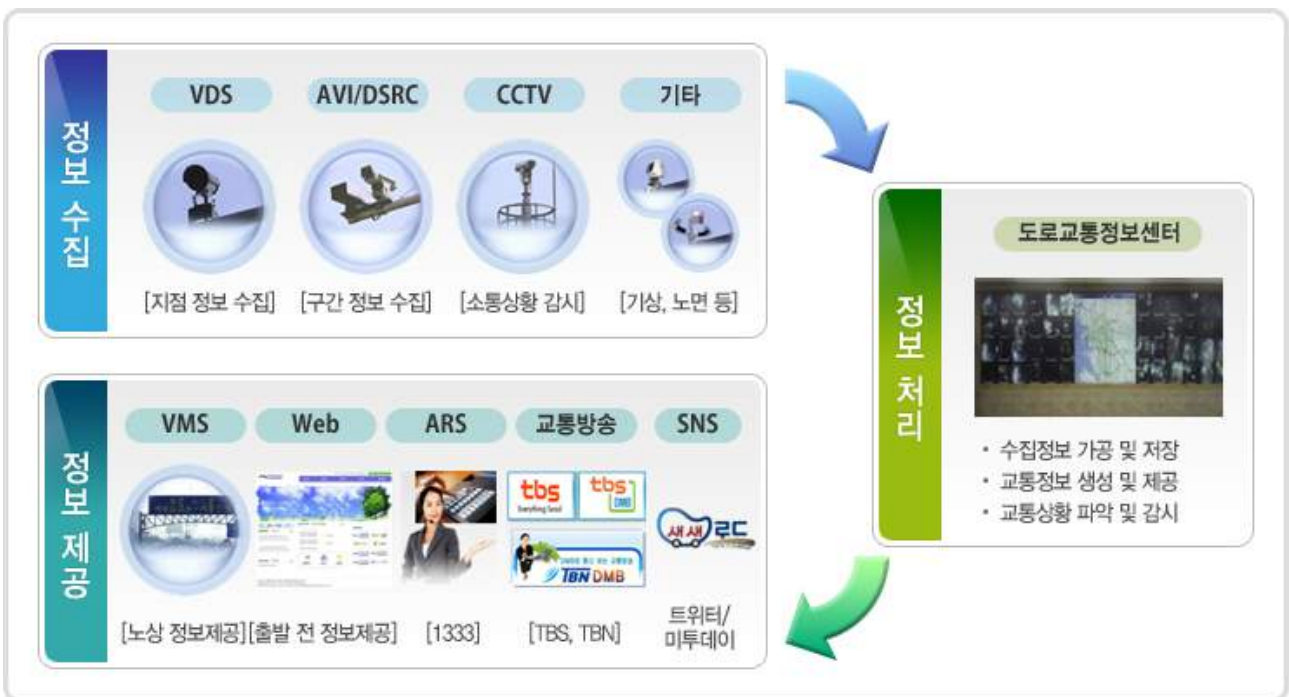 정보 수집
VDS
AVI/DSRC
CCTV
기타
[지점 정보 수집]
[구간 정보 수집]
[소통상황 감시]
[기상, 노면 등]
정보 처리
도로교통정보센터
• 수집정보 가공 및 저장
• 교통정보 생성 및 제공
• 교통상황 파악 및 감시
정보 제공
VMS
Web
ARS
교통방송
SNS
tbs
tbs
DMB
TBN DMB
새새로드
[노상 정보제공]
[출발 전 정보제공]
[1333]
[TBS, TBN]
트위터/
미투데이